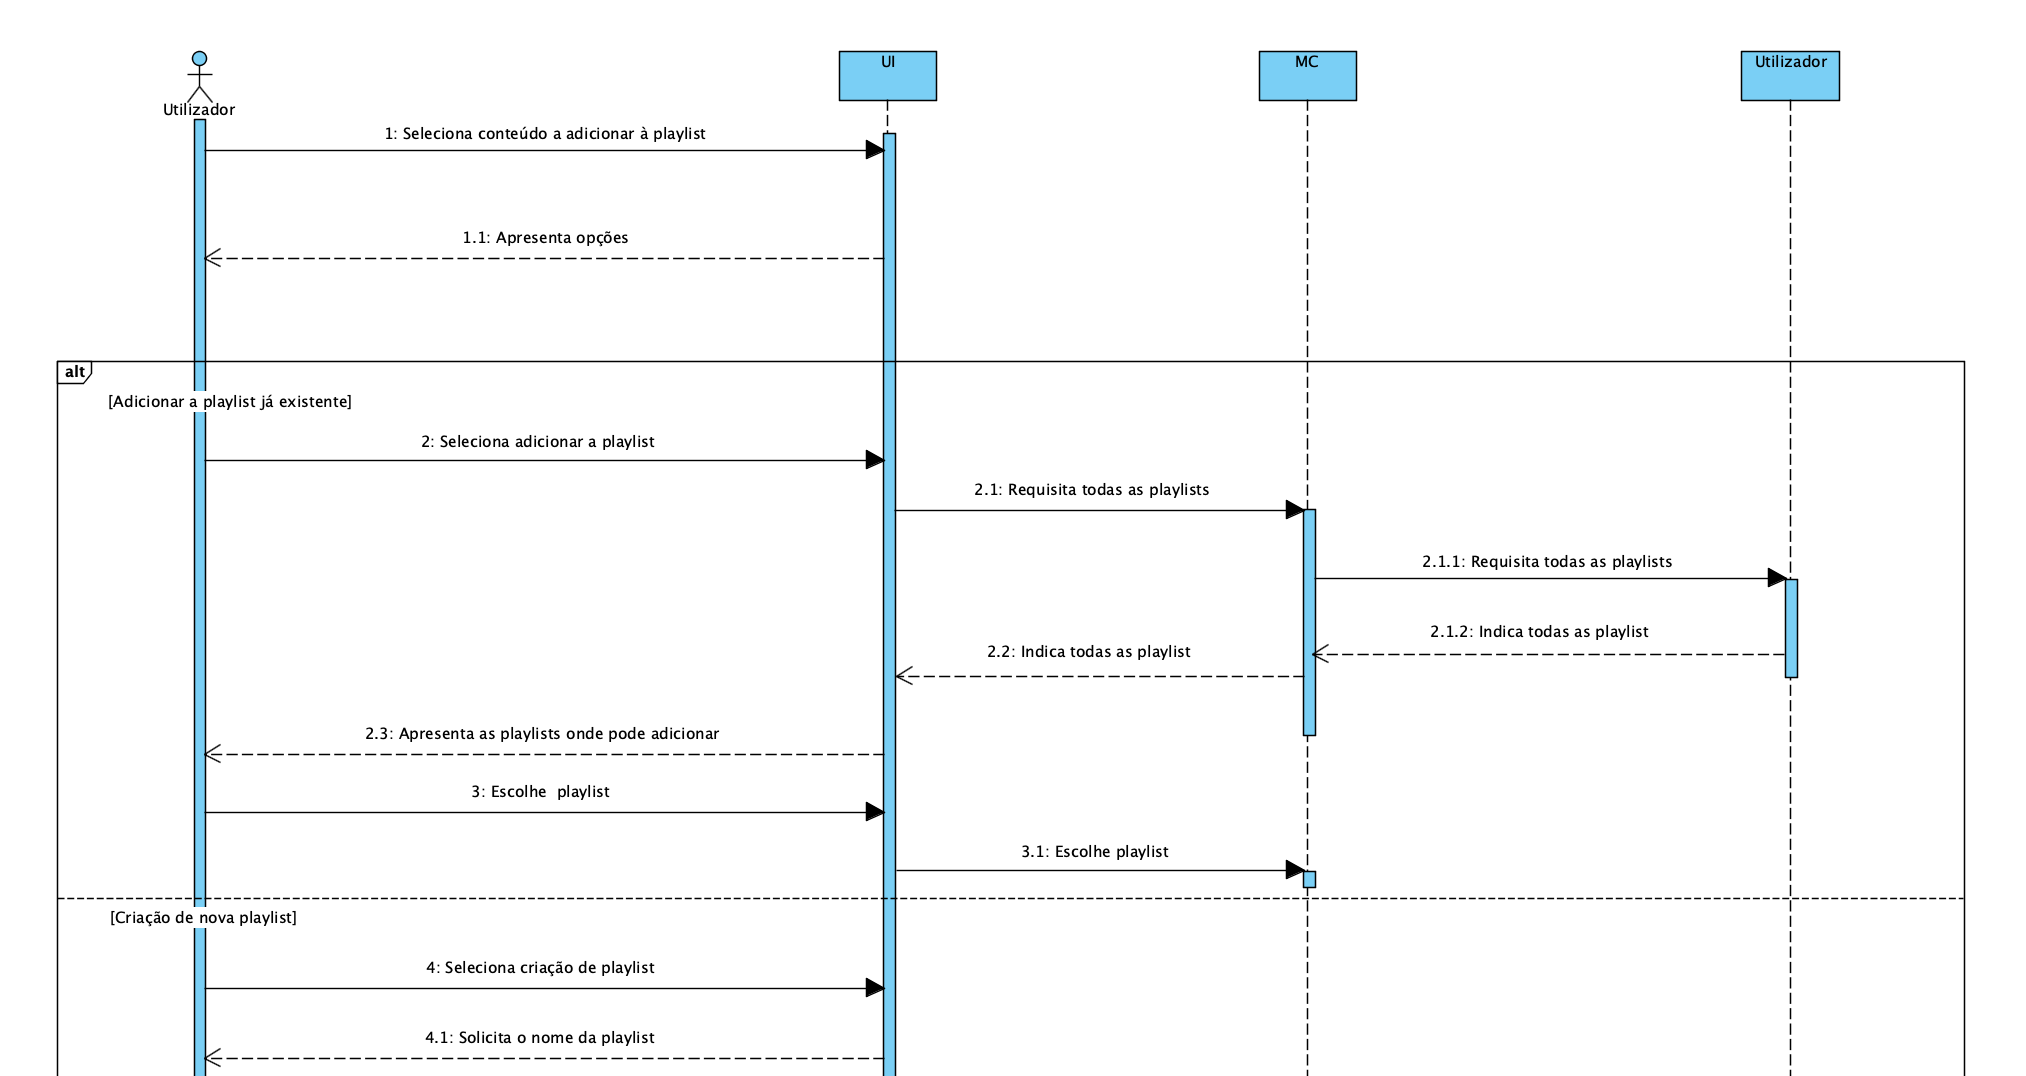 UI
MC
Utilizador
Utilizador
1: Seleciona conteúdo a adicionar à playlist
1.1: Apresenta opções
alt
[Adicionar a playlist já existente]
2: Seleciona adicionar a playlist
2.1: Requisita todas as playlists
2.1.1: Requisita todas as playlists
2.1.2: Indica todas as playlist
2.2: Indica todas as playlist
2.3: Apresenta as playlists onde pode adicionar
3: Escolhe  playlist
3.1: Escolhe playlist
[Criação de nova playlist]
4: Seleciona criação de playlist
4.1: Solicita o nome da playlist